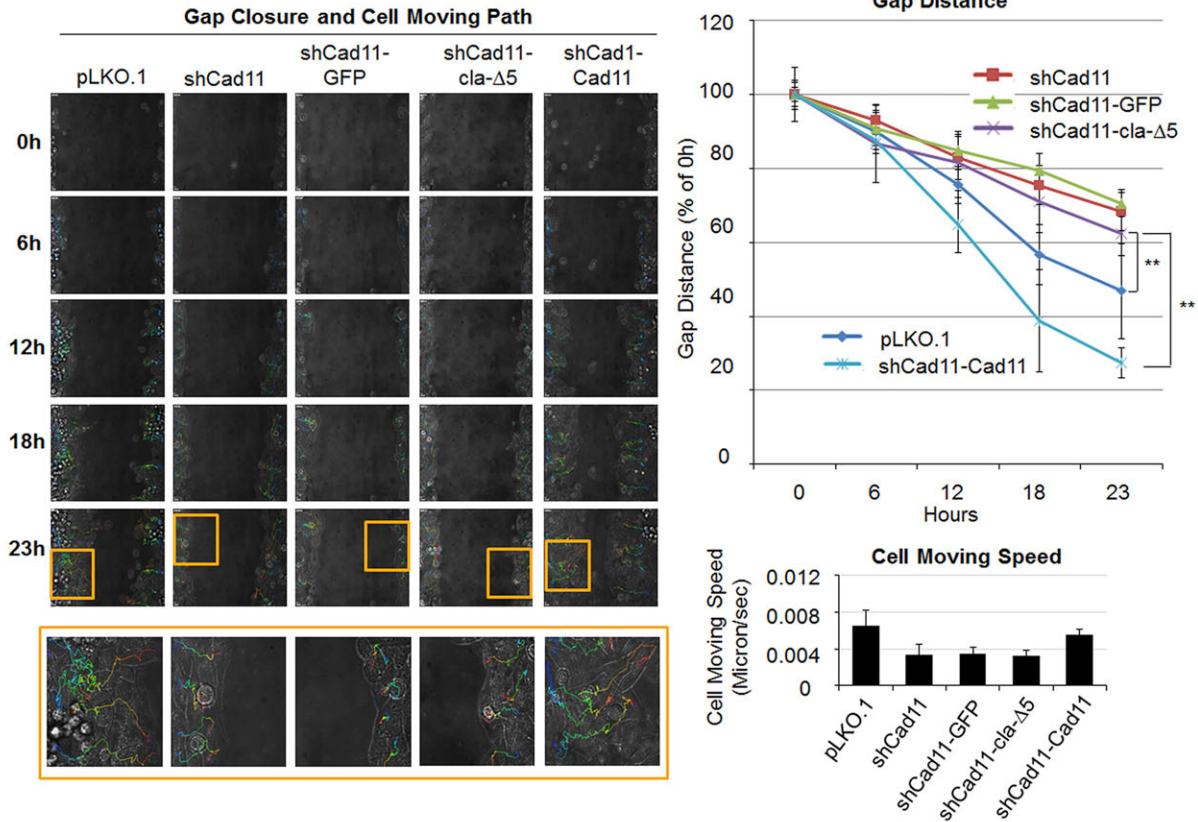 Gap Closure and Cell Moving Path
pLKO.1
shCad11
shCad11-
GFP
shCad11-
cla-Δ5
shCad1-
Cad11
0h
6h
12h
18h
23h
Gap Distance
Gap Distance (% of 0h)
120
100
80
60
40
20
0
shCad11
shCad11-GFP
shCad11-cla-Δ5
pLKO.1
shCad11-Cad11
**
**
0 6 12 18 23
Hours
Cell Moving Speed
Cell Moving Speed
(Micron/sec)
0.012
0.008
0.004
0
pLKO.1
shCad11
shCad11-GFP
shCad11-cla-Δ5
shCad11-Cad11